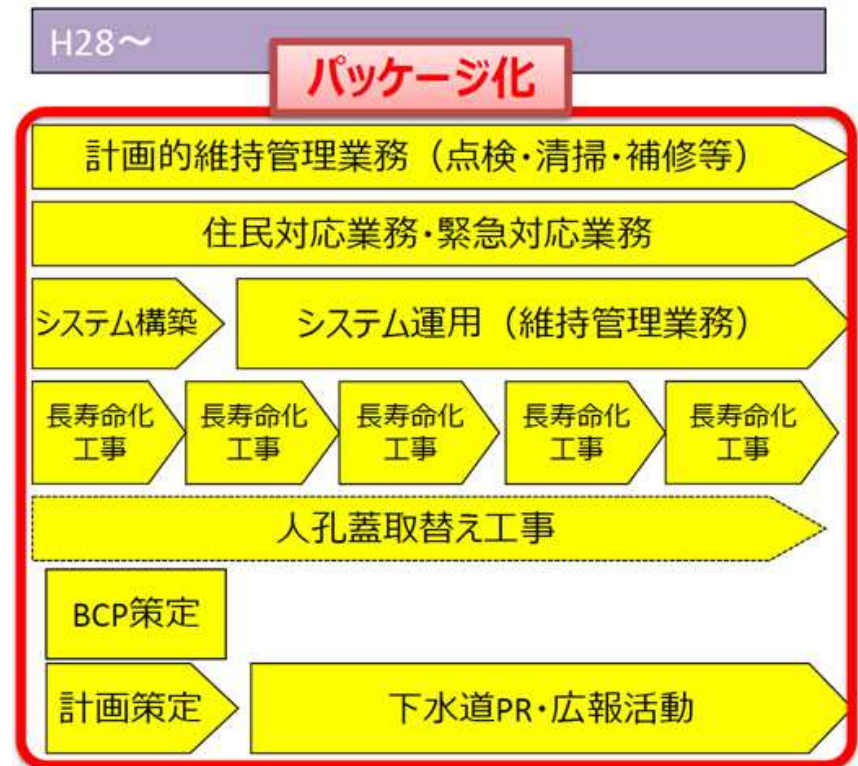 H28～
パッケージ化
計画的維持管理業務（点検・清掃・補修等）
住民対応業務・緊急対応業務
システム構築
システム運用（維持管理業務）
長寿命化
工事
長寿命化
工事
長寿命化
工事
長寿命化
工事
長寿命化
工事
人孔蓋取替え工事
BCP策定
計画策定
下水道PR・広報活動